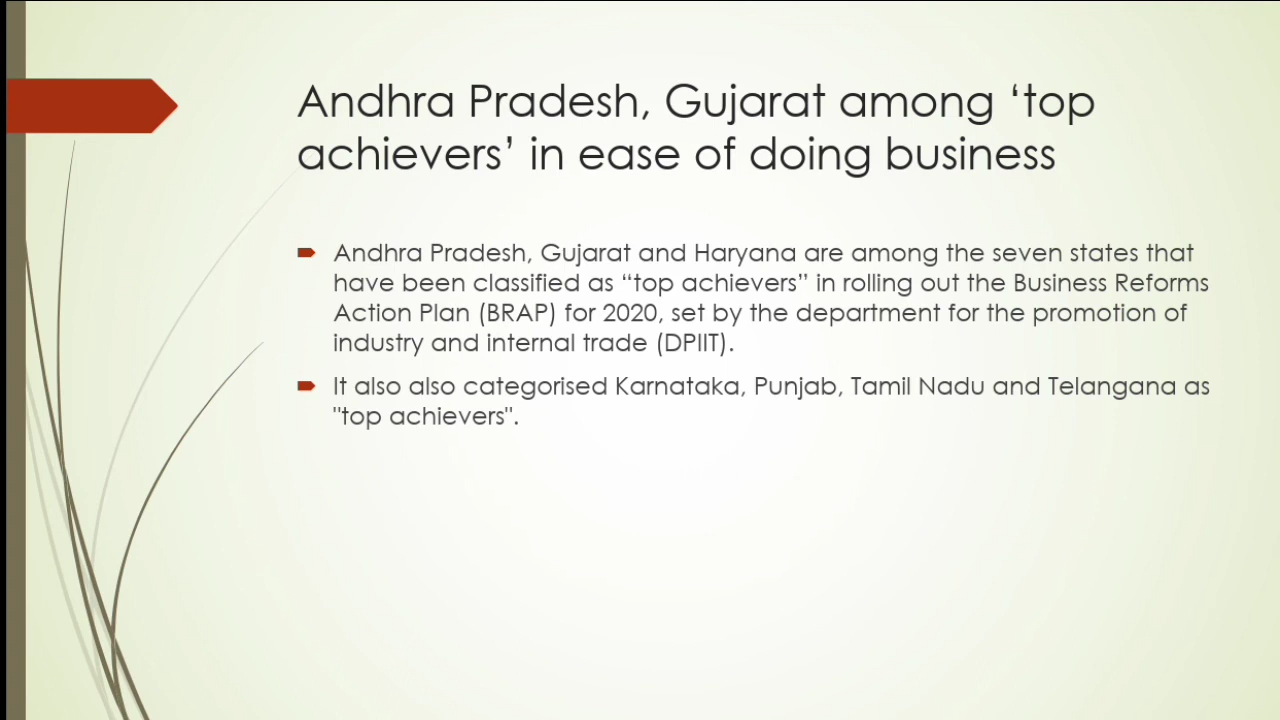 Andhra Pradesh, Gujarat among ‘top
achievers’ in ease of doing business
Andhra Pradesh, Gujarat and Haryana are among the seven states that
have been classified as “top achievers” in rolling out the Business Reforms
Action Plan (BRAP) for 2020, set by the department for the promotion of
industry and internal trade (DPIIT).
It also also categorised Karnataka, Punjab, Tamil Nadu and Telangana as
"top achievers".